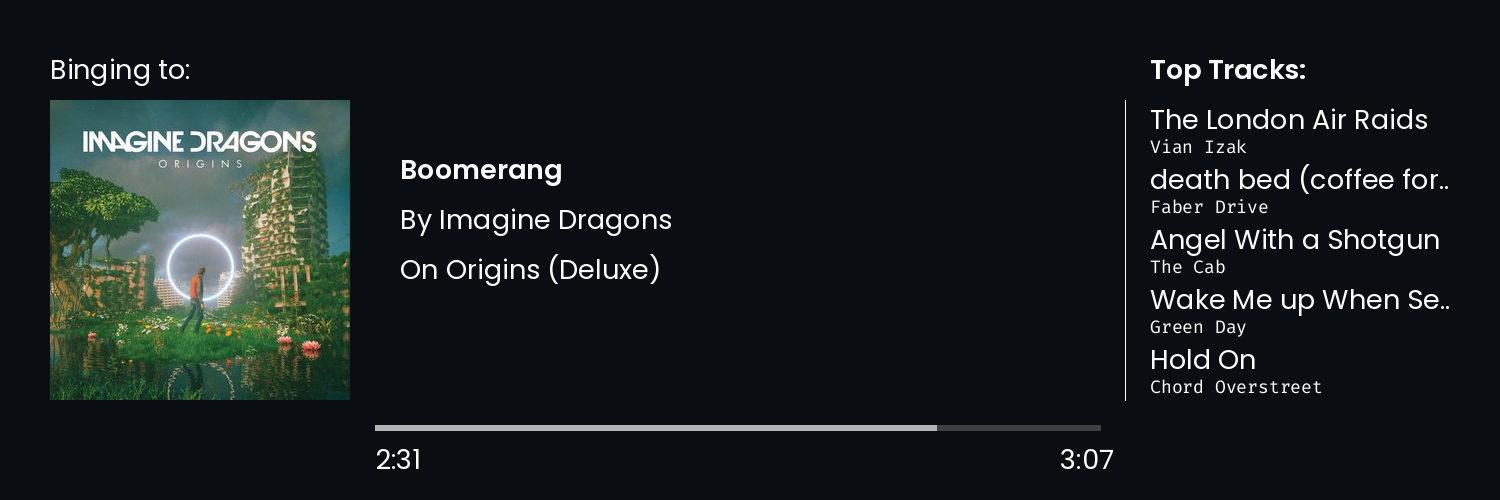 Binging to:
IMAGINE DRAGONS
ORIGINS
Boomerang
By Imagine Dragons
On Origins (Deluxe)
2:31
3:07
Top Tracks:
The London Air Raids
Vian Izak
death bed (coffee for..
Faber Drive
Angel With a Shotgun
The Cab
Wake Me up When Se..
Green Day
Hold On
Chord Overstreet